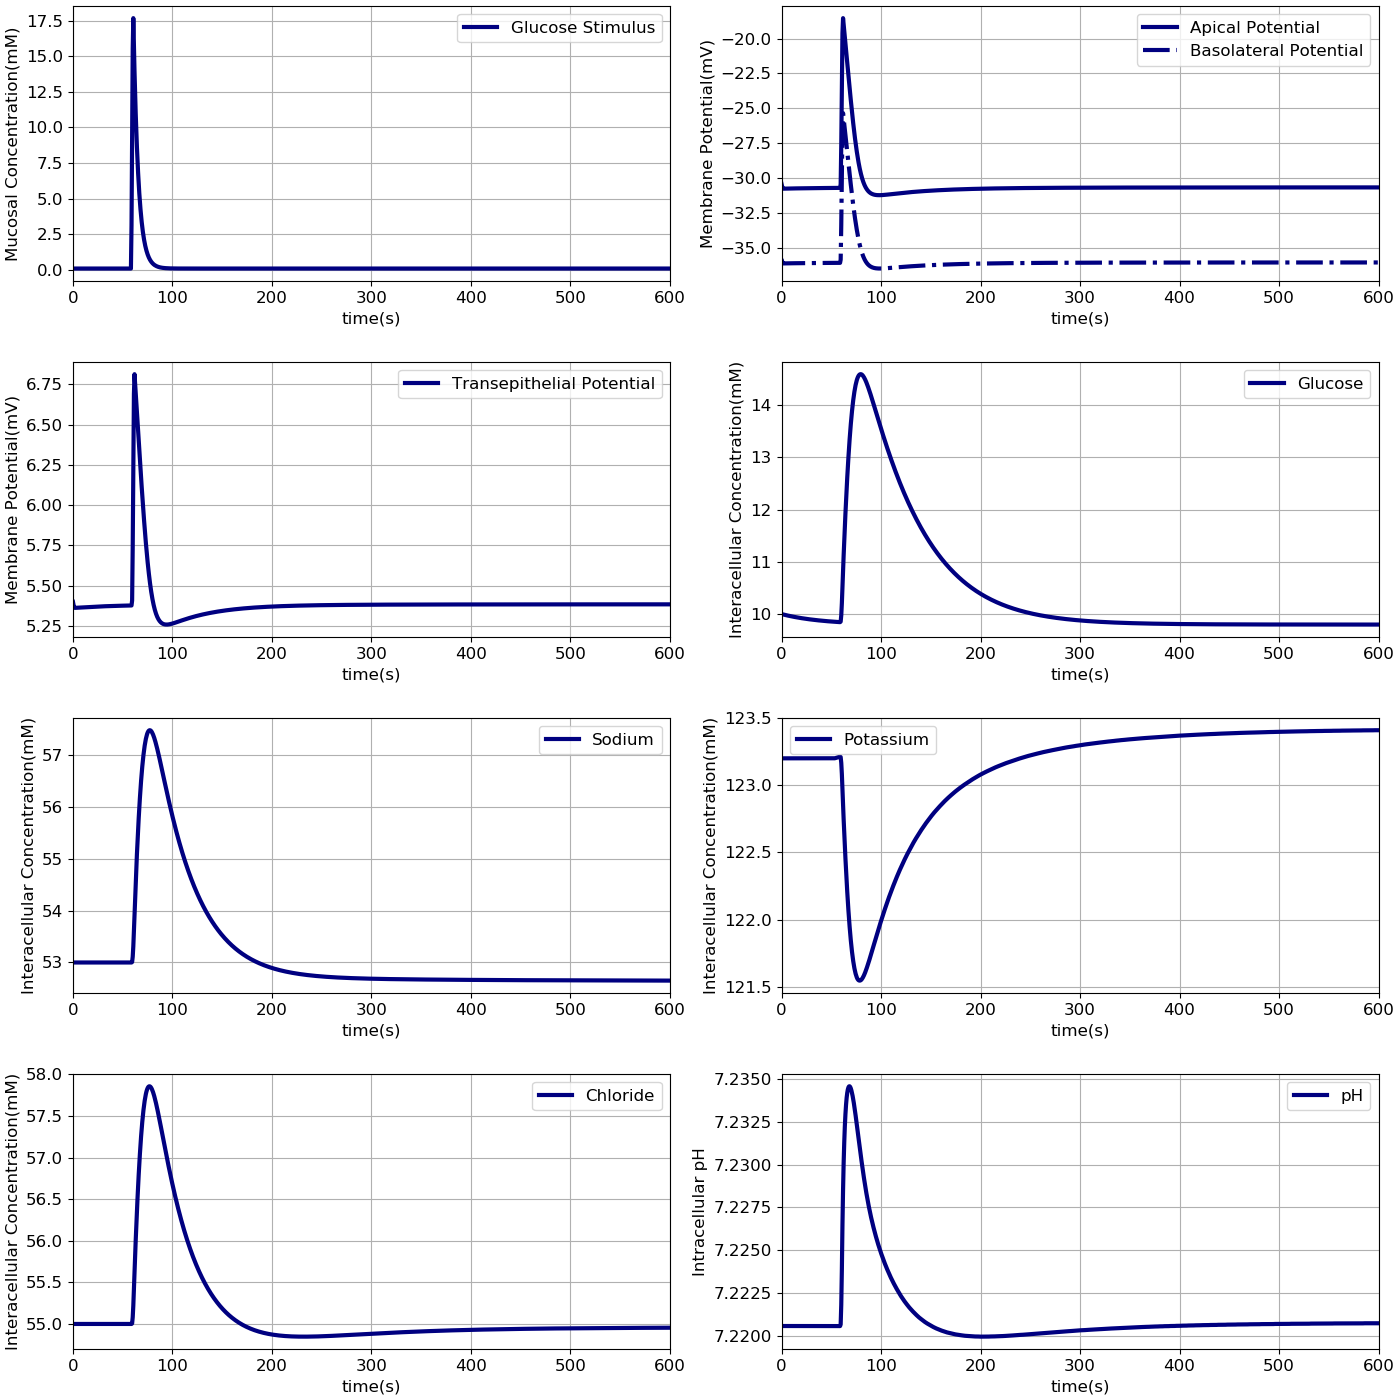 Mucosal Concentration(mM)
17.5
15.0
12.5
10.0
7.5
5.0
2.5
0.0
Glucose Stimulus
0 100 200 300 400 500 600
time(s)
Membrane Potential(mV)
−20.0
−22.5
−25.0
−27.5
−30.0
−32.5
−35.0
Apical Potential
Basolateral Potential
0 100 200 300 400 500 600
time(s)
Membrane Potential(mV)
6.75
6.50
6.25
6.00
5.75
5.50
5.25
Transepithelial Potential
0 100 200 300 400 500 600
time(s)
Interacellular Concentration(mM)
14
13
12
11
10
Glucose
0 100 200 300 400 500 600
time(s)
Interacellular Concentration(mM)
57
56
55
54
53
Sodium
0 100 200 300 400 500 600
time(s)
Interacellular Concentration(mM)
123.5
123.0
122.5
122.0
121.5
Potassium
0 100 200 300 400 500 600
time(s)
Interacellular Concentration(mM)
58.0
57.5
57.0
56.5
56.0
55.5
55.0
Chloride
0 100 200 300 400 500 600
time(s)
Intracellular pH
7.2350
7.2325
7.2300
7.2275
7.2250
7.2225
7.2200
pH
0 100 200 300 400 500 600
time(s)